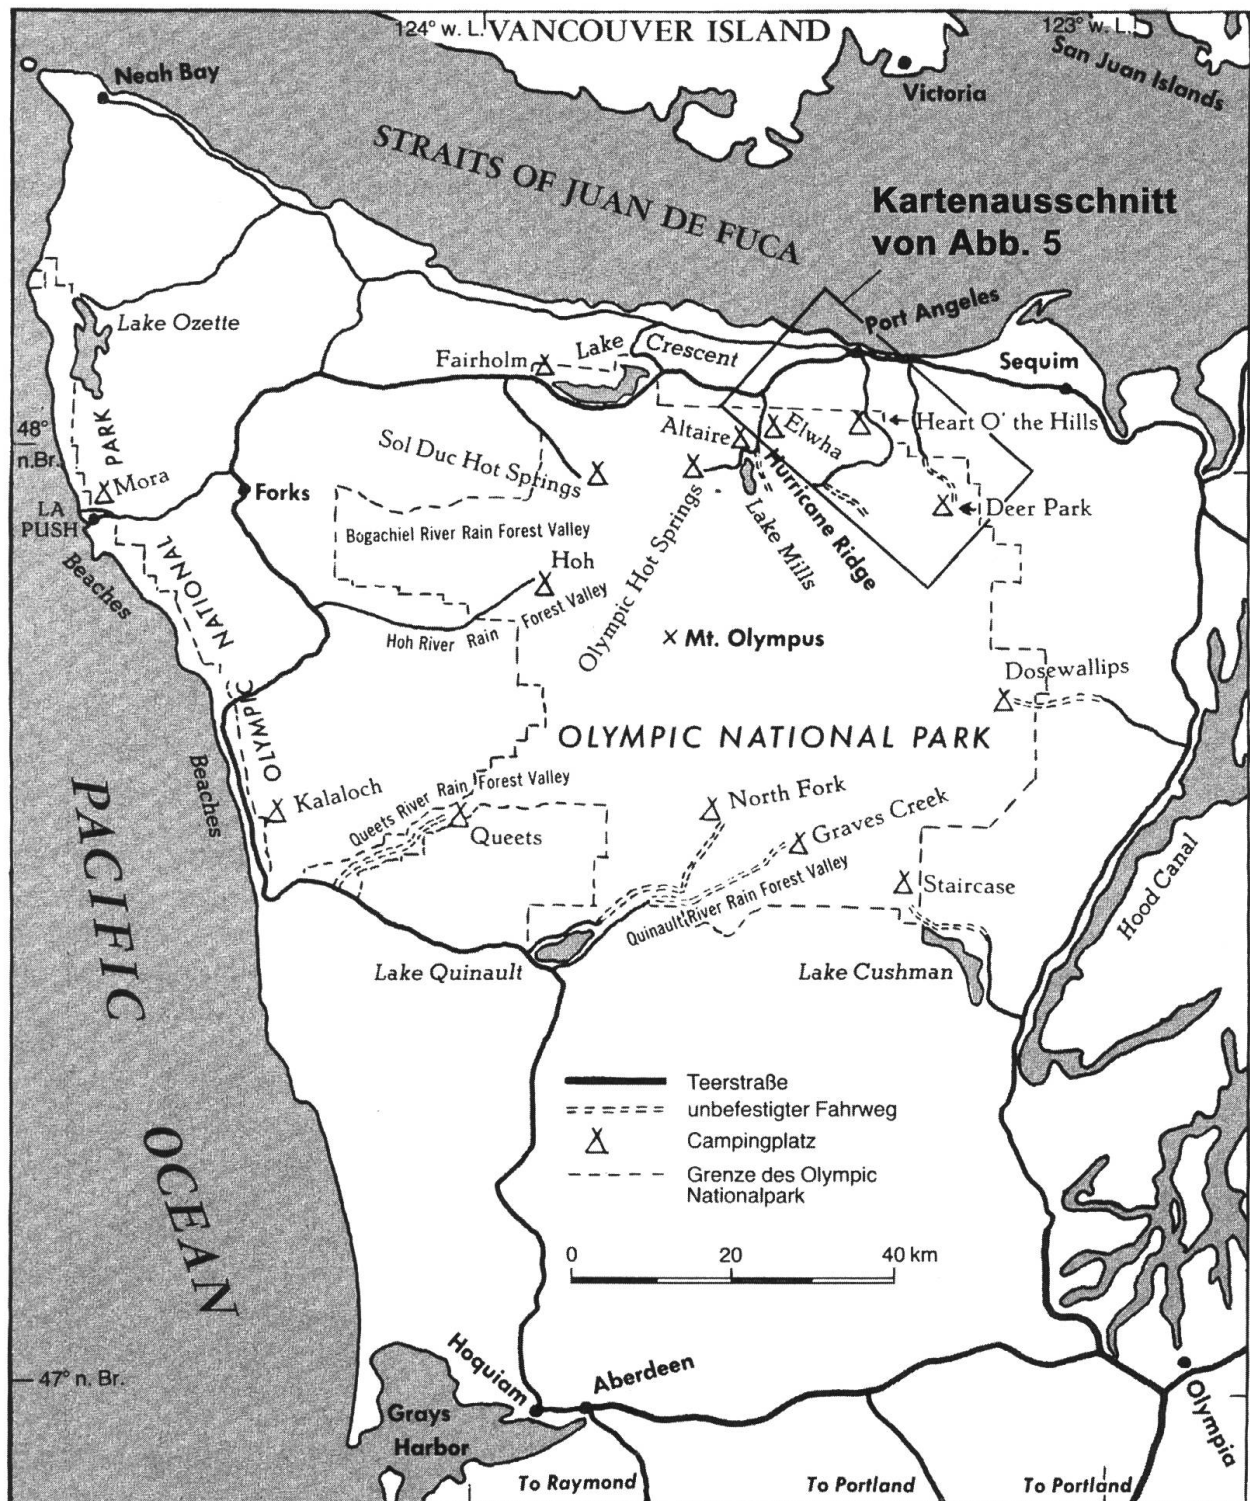 124° w. L.
VANCOUVER ISLAND
123° w. L.
San Juan Islands
Neah Bay
Victoria
STRAITS OF JUAN DE FUCA
Kartenausschnitt
von Abb. 5
Port Angeles
Lake Ozette
Fairholm
Lake Crescent
Sequim
48°
n.Br.
PARK
Altaire
Elwha
Heart O' the Hills
Sol Duc Hot Springs
Mora
Forks
LA
PUSH
Bogachiel River Rain Forest Valley
Hurricane Ridge
Lake Mills
Deer Park
Olympic Hot Springs
Beaches
NATIONAL
Hoh
Hoh River Rain Forest Valley
Mt. Olympus
Dosewallips
OLYMPIC
OLYMPIC NATIONAL PARK
Beaches
Kalaloch
Queets River Rain Forest Valley
Queets
North Fork
Graves Creek
Quinault River Rain Forest Valley
Staircase
Hood Canal
PACIFIC
OCEAN
Lake Quinault
Lake Cushman
Teerstraße
unbefestigter Fahrweg
Campingplatz
Grenze des Olympic
Nationalpark
0 20 40 km
47° n. Br.
Hoquiam
Aberdeen
Olympia
Grays
Harbor
To Raymond
To Portland
To Portland